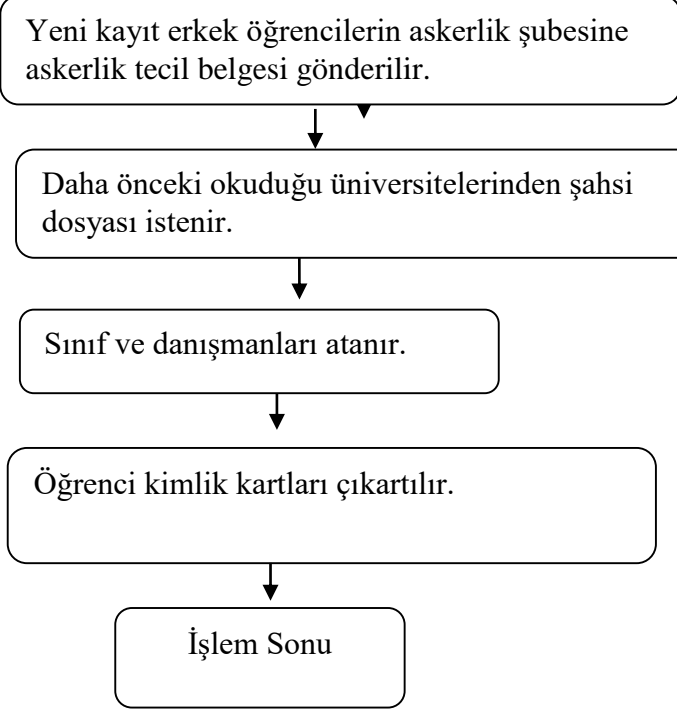 Yeni kayıt erkek öğrencilerin askerlik şubesine
askerlik tecil belgesi gönderilir.
Daha önceki okuduğu üniversitelerinden şahsi
dosyası istenir.
Sınıf ve danışmanları atanır.
Öğrenci kimlik kartları çıkartılır.
İşlem Sonu